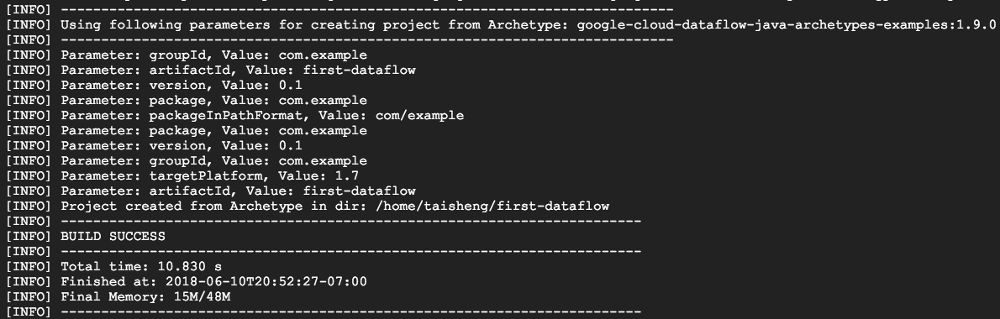 [INFO] ----------------------------------------------------------------------------
[INFO] Using following parameters for creating project from Archetype: google-cloud-dataflow-java-archetypes-examples:1.9.0
[INFO] ----------------------------------------------------------------------------
[INFO] Parameter: groupId, Value: com.example
[INFO] Parameter: artifactId, Value: first-dataflow
[INFO] Parameter: version, Value: 0.1
[INFO] Parameter: package, Value: com.example
[INFO] Parameter: packageInPathFormat, Value: com/example
[INFO] Parameter: package, Value: com.example
[INFO] Parameter: version, Value: 0.1
[INFO] Parameter: groupId, Value: com.example
[INFO] Parameter: targetPlatform, Value: 1.7
[INFO] Parameter: artifactId, Value: first-dataflow
[INFO] Project created from Archetype in dir: /home/taisheng/first-dataflow
[INFO] ------------------------------------------------------------------------
[INFO] BUILD SUCCESS
[INFO] ------------------------------------------------------------------------
[INFO] Total time: 10.830 s
[INFO] Finished at: 2018-06-10T20:52:27-07:00
[INFO] Final Memory: 15M/48M
[INFO] ------------------------------------------------------------------------